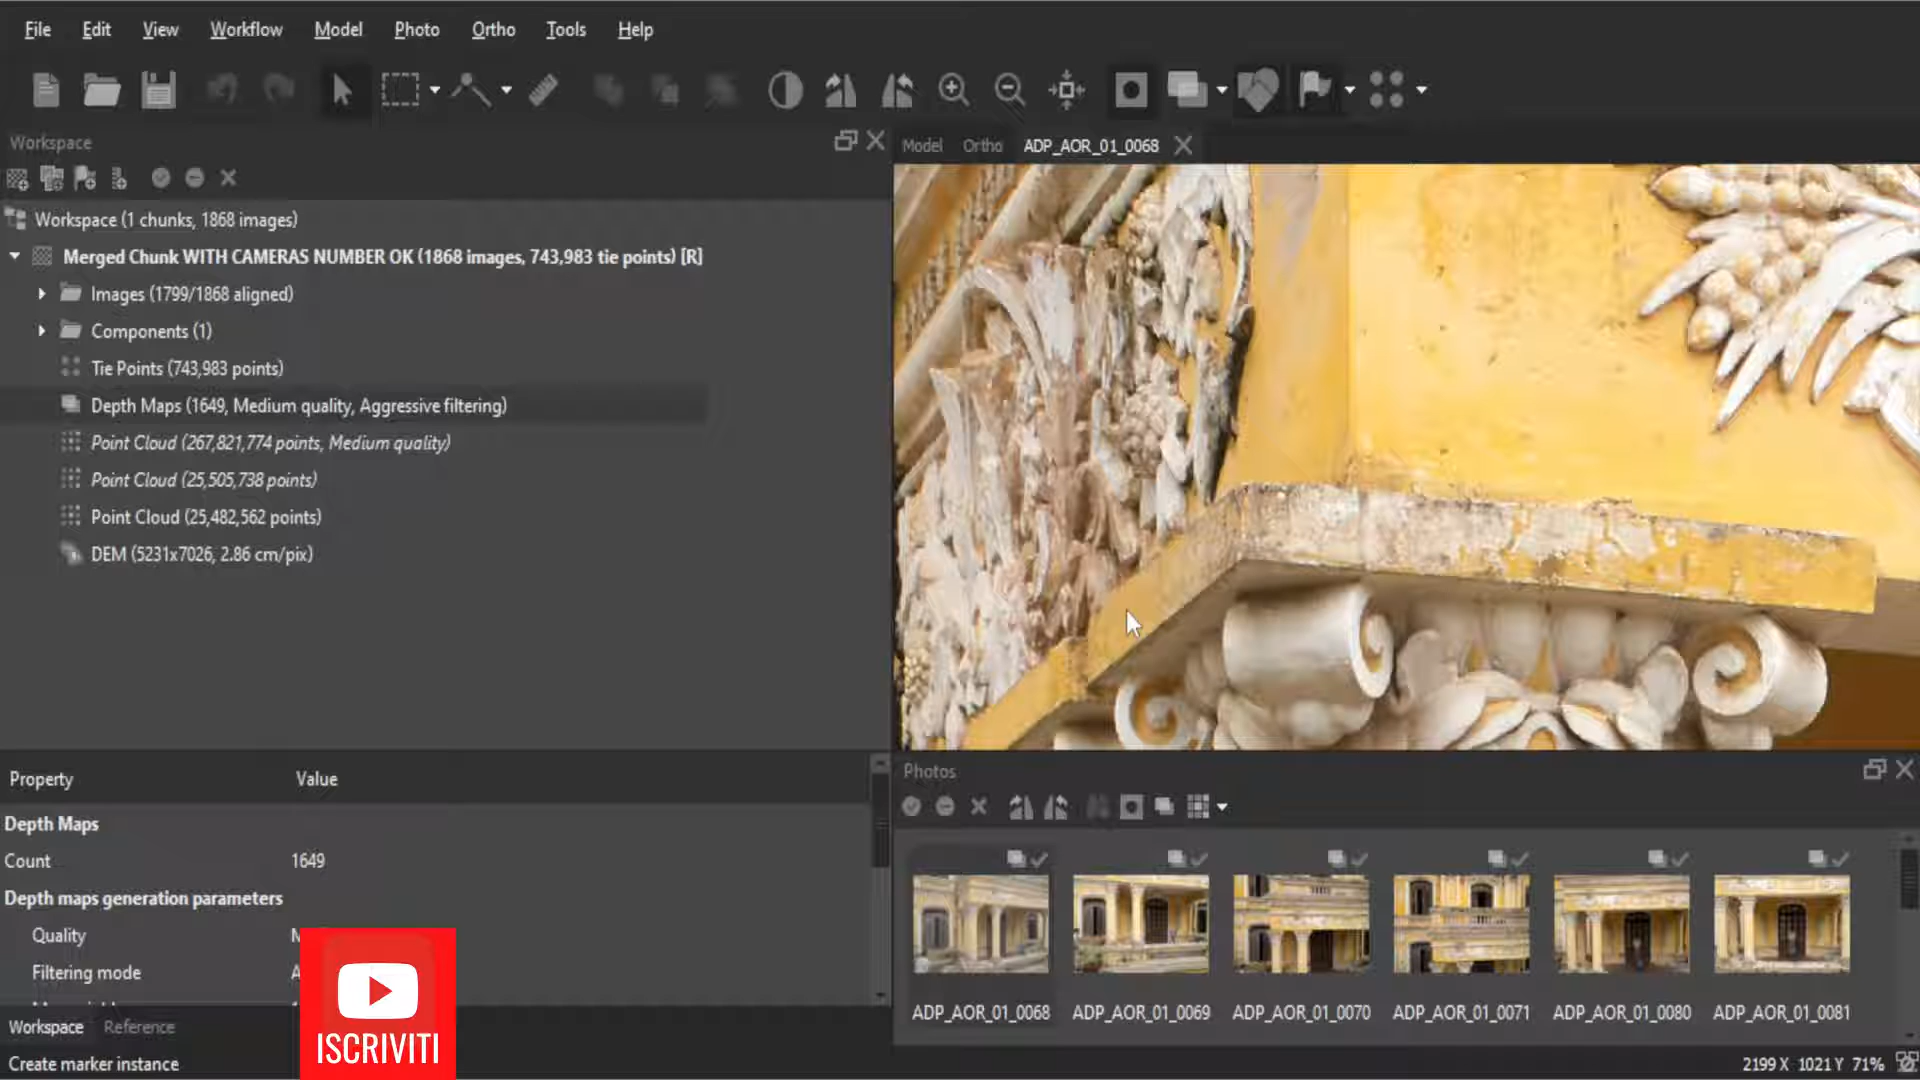 File Edit View Workflow Model Photo Ortho Tools Help
Workspace
Model Ortho ADP_AOR_01_0068
Workspace (1 chunks, 1868 images)
Merged Chunk WITH CAMERAS NUMBER OK (1868 images, 743,983 tie points) [R]
Images (1799/1868 aligned)
Components (1)
Tie Points (743,983 points)
Depth Maps (1649, Medium quality, Aggressive filtering)
Point Cloud (267,821,774 points, Medium quality)
Point Cloud (25,505,738 points)
Point Cloud (25,482,562 points)
DEM (5231x7026, 2.86 cm/pix)
Property Value
Depth Maps
Count 1649
Depth maps generation parameters
Quality
Filtering mode
Workspace Reference
Create marker instance
ISCRIVITI
Photos
ADP_AOR_01_0068 ADP_AOR_01_0069 ADP_AOR_01_0070 ADP_AOR_01_0071 ADP_AOR_01_0080 ADP_AOR_01_0081
2199 X 1021 Y 71%